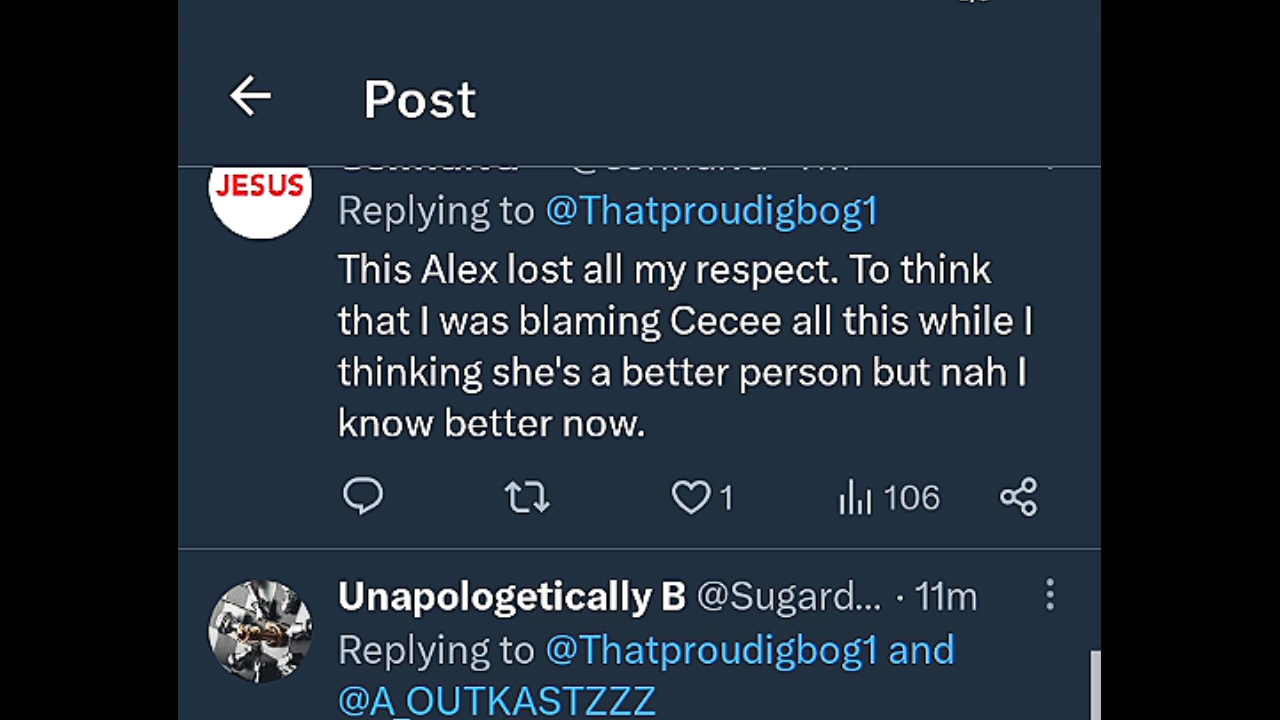 Post
JESUS
Replying to @Thatproudigbog1
This Alex lost all my respect. To think
that I was blaming Cecee all this while I
thinking she's a better person but nah I
know better now.
1
106
Unapologetically B @Sugard... · 11m
Replying to @Thatproudigbog1 and
@A_OUTKASTZZZ